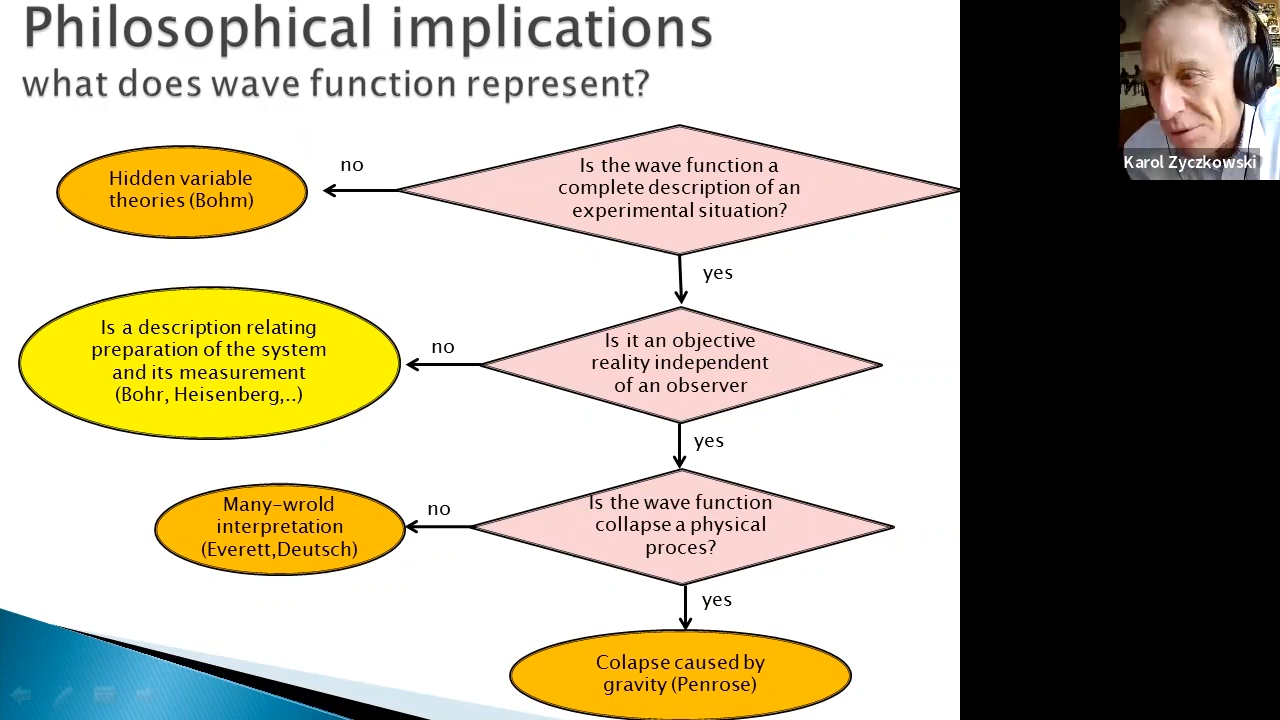 Philosophical implications
what does wave function represent?
Karol Zyczkowski
Is the wave function a
complete description of an
experimental situation?
no
Hidden variable
theories (Bohm)
yes
Is it an objective
reality independent
of an observer
no
Is a description relating
preparation of the system
and its measurement
(Bohr, Heisenberg,..)
yes
Is the wave function
collapse a physical
proces?
no
Many-wrold
interpretation
(Everett,Deutsch)
yes
Colapse caused by
gravity (Penrose)